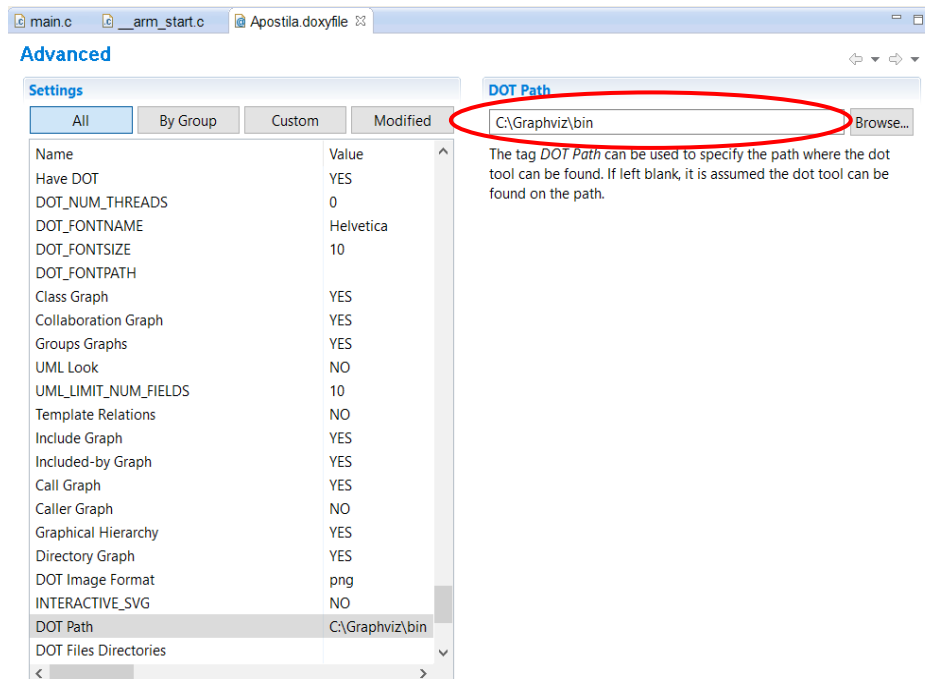 main.c __arm_start.c Apostila.doxyfile
Advanced
Settings
All By Group Custom Modified
Name Value
Have DOT YES
DOT_NUM_THREADS 0
DOT_FONTNAME Helvetica
DOT_FONTSIZE 10
DOT_FONTPATH
Class Graph YES
Collaboration Graph YES
Groups Graphs YES
UML Look NO
UML_LIMIT_NUM_FIELDS 10
Template Relations NO
Include Graph YES
Included-by Graph YES
Call Graph YES
Caller Graph NO
Graphical Hierarchy YES
Directory Graph YES
DOT Image Format png
INTERACTIVE_SVG NO
DOT Path C:\Graphviz\bin
DOT Files Directories
DOT Path
C:\Graphviz\bin Browse...
The tag DOT Path can be used to specify the path where the dot
tool can be found. If left blank, it is assumed the dot tool can be
found on the path.